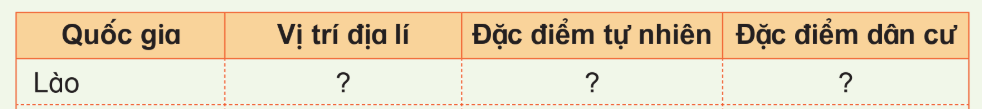 Quốc gia Vị trí địa lí Đặc điểm tự nhiên Đặc điểm dân cư
Lào ? ? ?